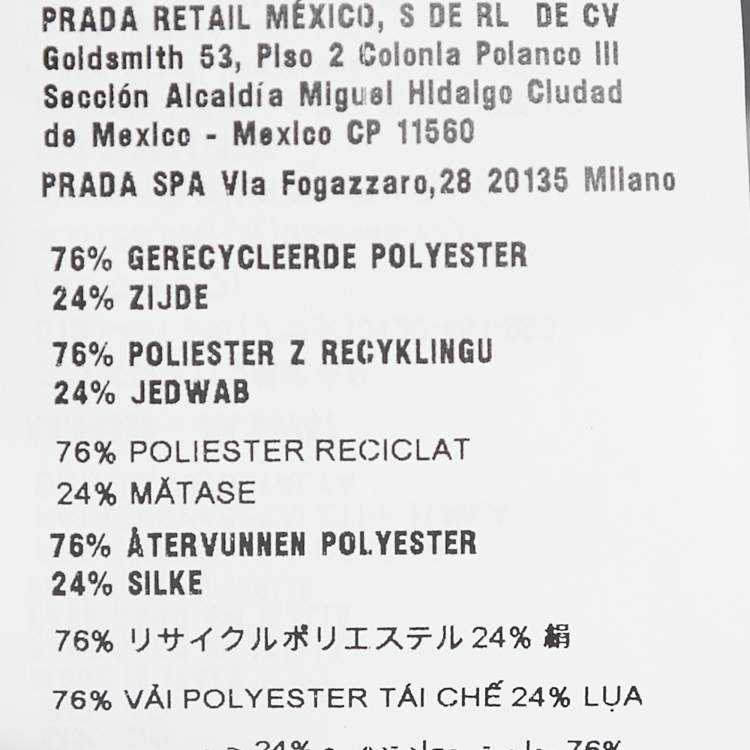 PRADA RETAIL MÉXICO, S DE RL DE CV
Goldsmith 53, Piso 2 Colonia Polanco III
Sección Alcaldía Miguel Hidalgo Ciudad
de Mexico - Mexico CP 11560
PRADA SPA Via Fogazzaro,28 20135 Milano
76% GERECYCLEERDE POLYESTER
24% ZIJDE
76% POLIESTER Z RECYKLINGU
24% JEDWAB
76% POLIESTER RECICLAT
24% MĂTASE
76% ÅTERVUNNEN POLYESTER
24% SILKE
76% リサイクルポリエステル 24% 絹
76% VẢI POLYESTER TÁI CHẾ 24% LỤA
24% 76%